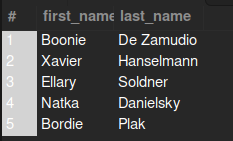 # first_name last_name
1 Boonie De Zamudio
2 Xavier Hanselmann
3 Ellary Soldner
4 Natka Danielsky
5 Bordie Plak